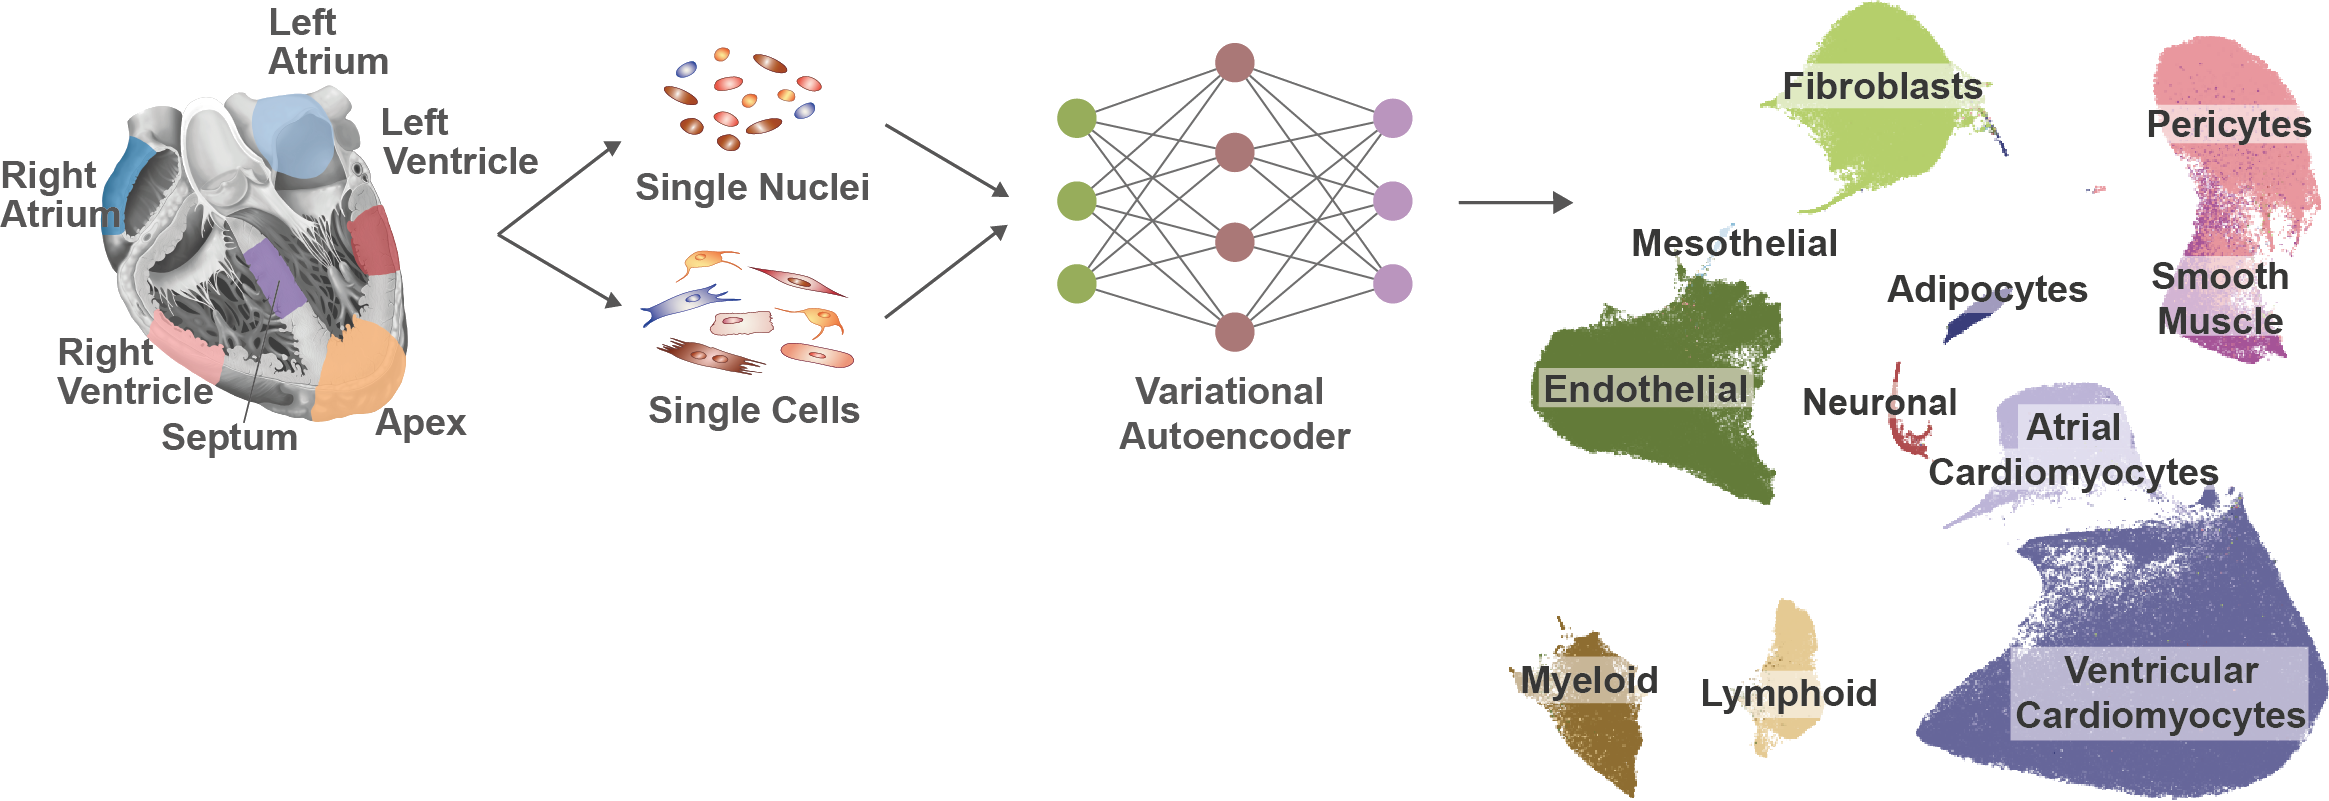 Left
Atrium
Left
Ventricle
Right
Atrium
Right
Ventricle
Septum
Apex
Single Nuclei
Single Cells
Variational
Autoencoder
Fibroblasts
Pericytes
Mesothelial
Adipocytes
Smooth
Muscle
Endothelial
Neuronal
Atrial
Cardiomyocytes
Myeloid
Lymphoid
Ventricular
Cardiomyocytes